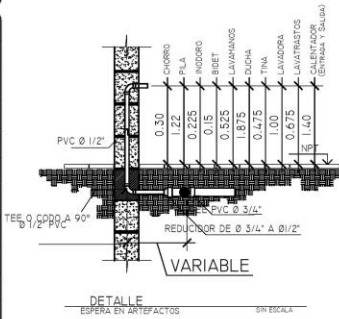 CHORRO
PILA
INODORO
BIDET
LAVAMANOS
DUCHA
TINA
LAVADORA
LAVATRASTOS
CALENTADOR
(ENTRADA Y SALIDA)
0.30
1.22
0.225
0.15
0.525
1.875
0.475
1.00
0.675
1.40
PVC Ø 1/2"
NPT
TEE O CODO A 90°
Ø 1/2" PVC
PVC Ø 3/4"
REDUCIDOR DE Ø 3/4" A Ø1/2"
VARIABLE
DETALLE
ESPERA EN ARTEFACTOS
SIN ESCALA